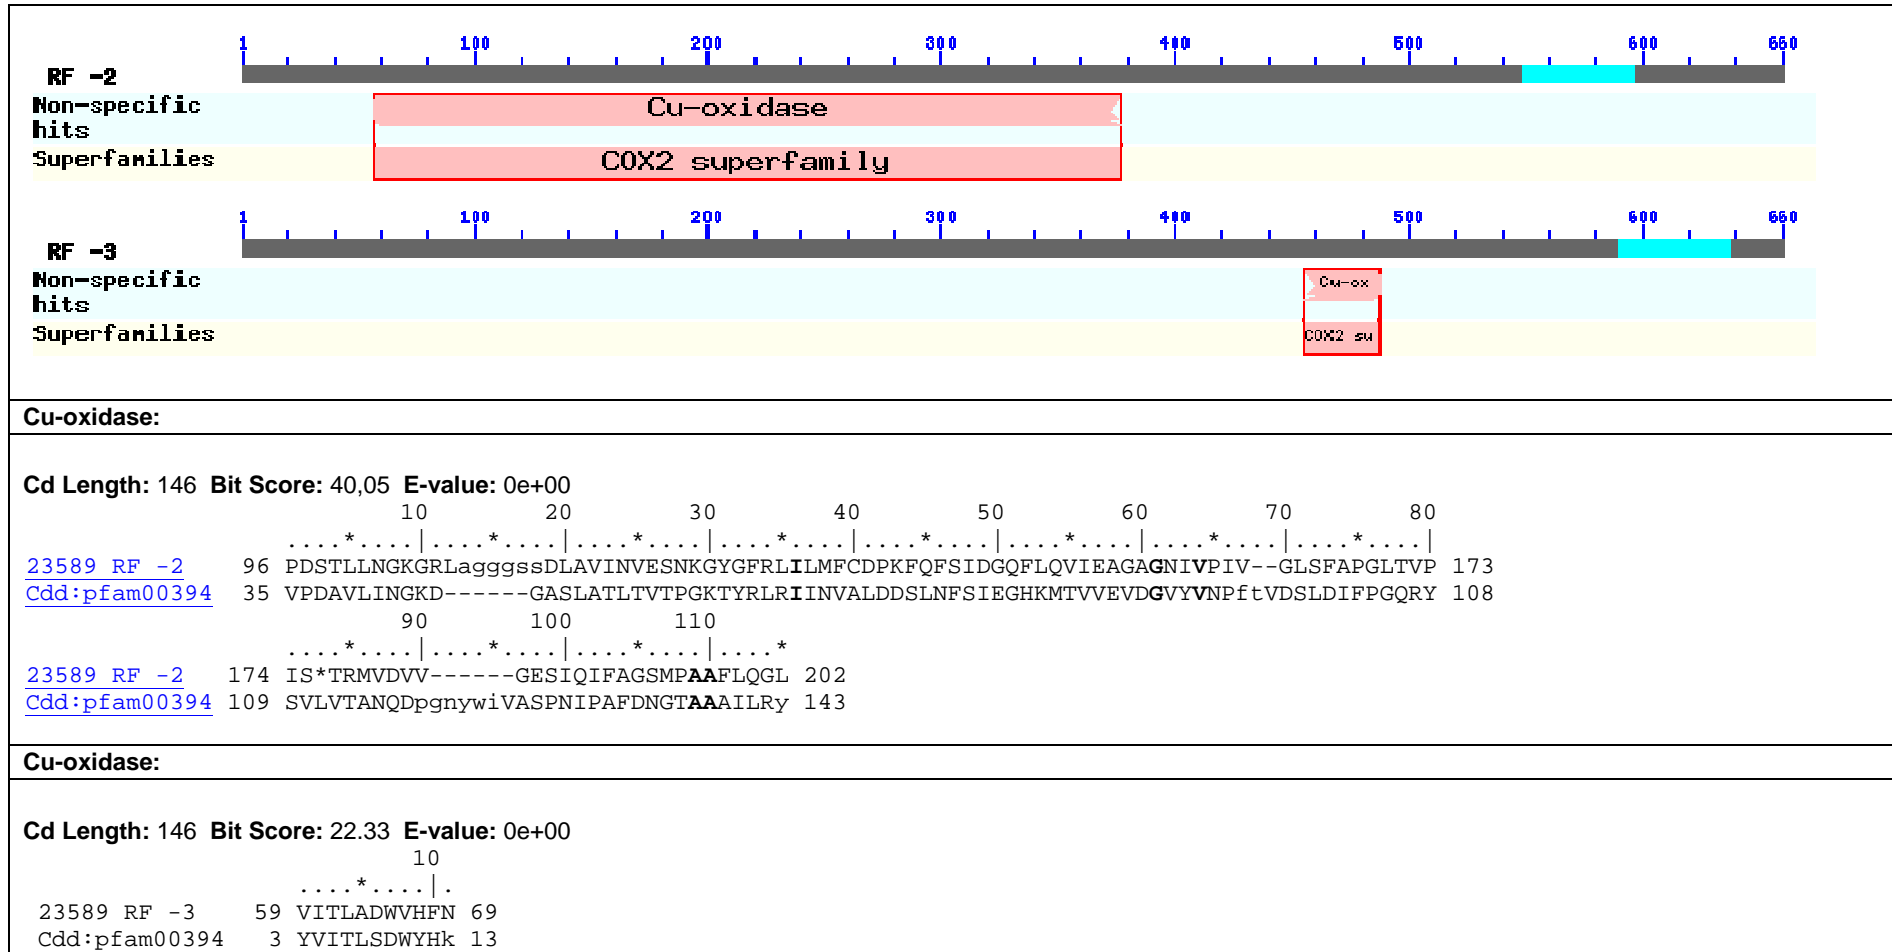 1 100 200 300 400 500 600 660
RF -2
Non-specific
hits
Cu-oxidase
Superfamilies
COX2 superfamily
1 100 200 300 400 500 600 660
RF -3
Non-specific
hits
Cu-ox
Superfamilies
COX2 su
Cu-oxidase:
Cd Length: 146 Bit Score: 40,05 E-value: 0e+00
10 20 30 40 50 60 70 80
....*....|....*....|....*....|....*....|....*....|....*....|....*....|....*....|
23589 RF -2 96 PDSTLLNGKGRLagggssDLAVINVESNKGYGFRLILMFCDPKFQFSIDGQFLQVIEAGAGNIVPIV--GLSFAPGLTVP 173
Cdd:pfam00394 35 VPDAVLINGKD------GASLATLTVTPGKTYRLRIINVALDDSLNFSIEGHKMTVVEVDGVYVNPftVDSLDIFPGQRY 108
90 100 110
....*....|....*....|....*....|....*
23589 RF -2 174 IS*TRMVDVV------GESIQIFAGSMPAAFLQGL 202
Cdd:pfam00394 109 SVLVTANQDpgnywiVASPNIPAFDNGTAAAILRy 143
Cu-oxidase:
Cd Length: 146 Bit Score: 22.33 E-value: 0e+00
10
....*....|.
23589 RF -3 59 VITLADWVHFN 69
Cdd:pfam00394 3 YVITLSDWYHk 13